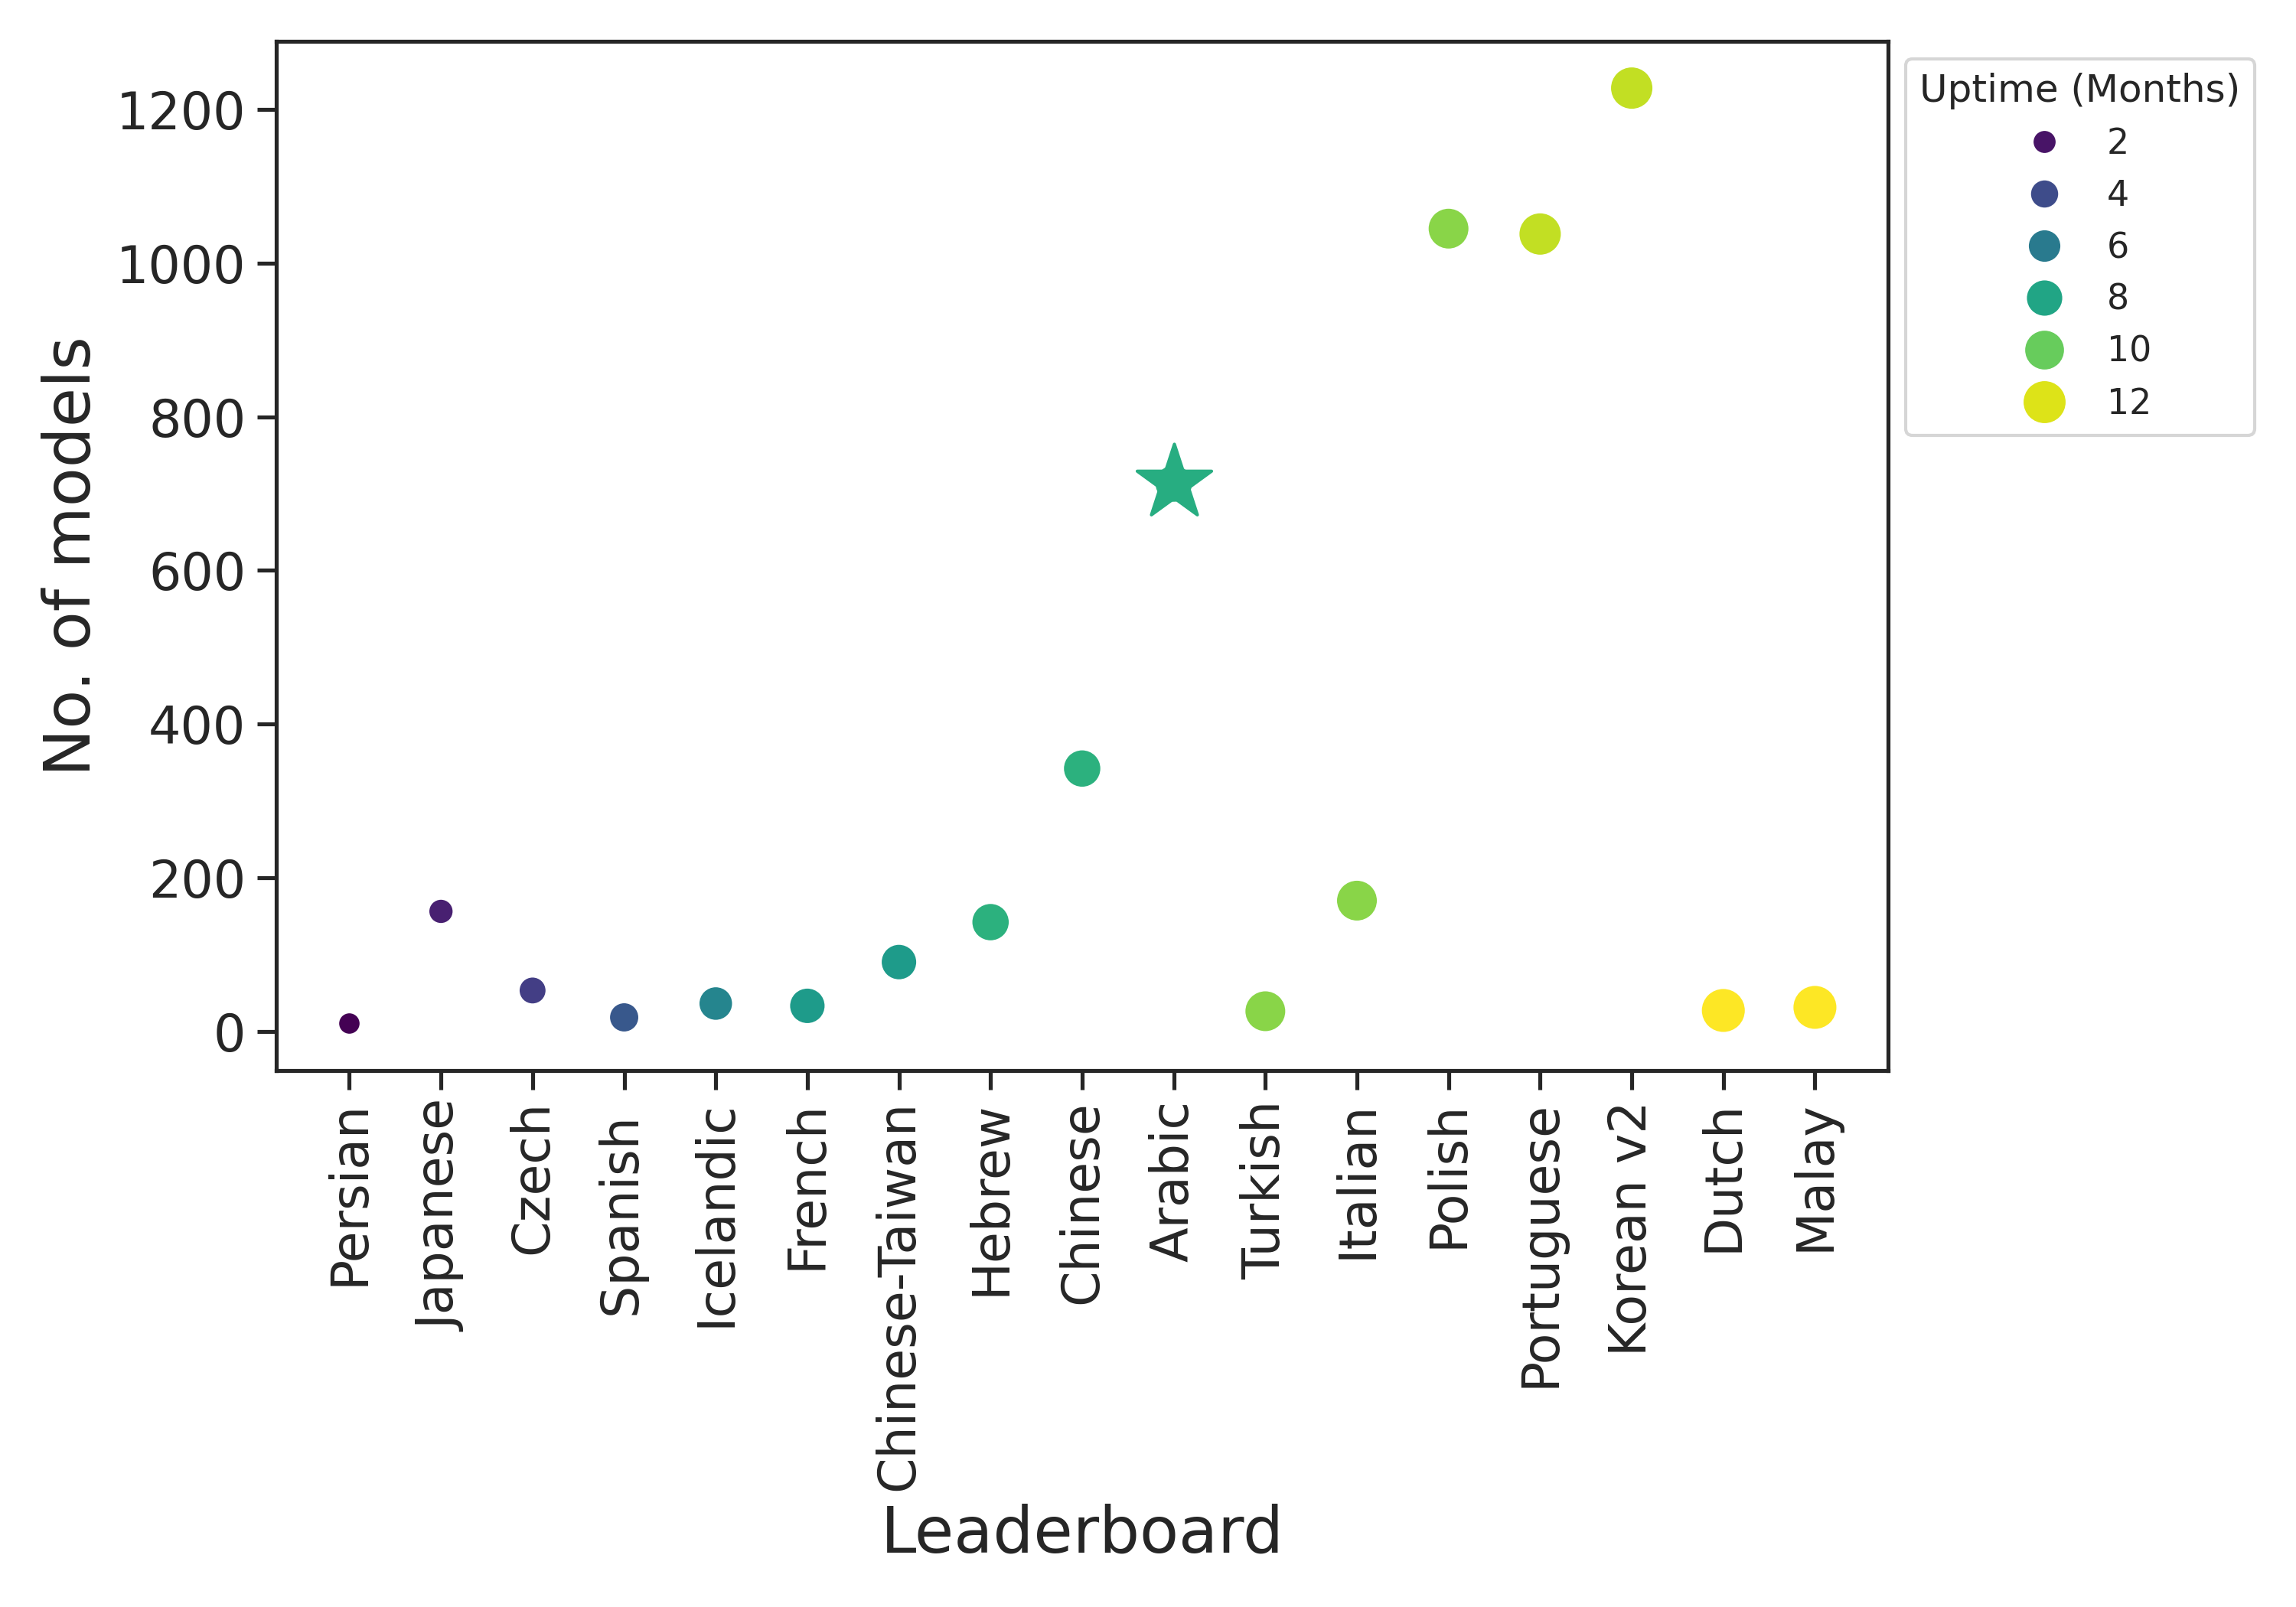 No. of models
1200
1000
800
600
400
200
0
Persian
Japanese
Czech
Spanish
Icelandic
French
Chinese-Taiwan
Hebrew
Chinese
Arabic
Turkish
Italian
Polish
Portuguese
Korean v2
Dutch
Malay
Leaderboard
Uptime (Months)
2
4
6
8
10
12